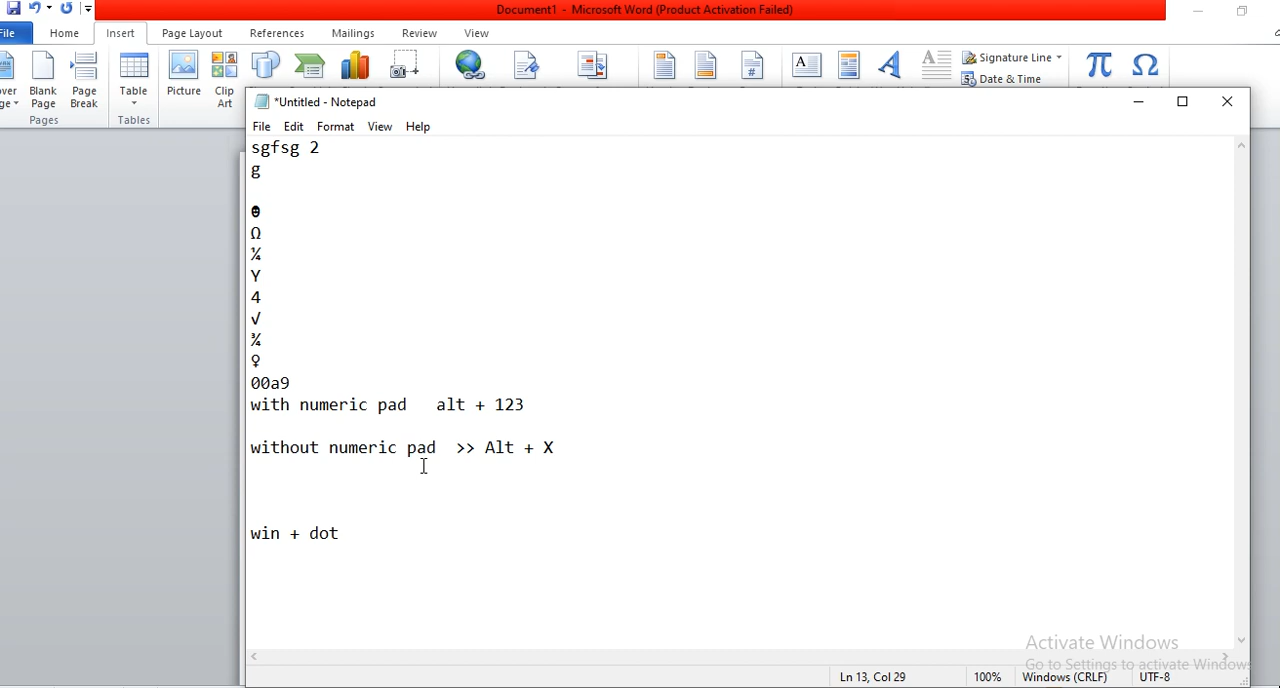 Document1 - Microsoft Word (Product Activation Failed)
File Home Insert Page Layout References Mailings Review View
Blank Page
Page Break
Table
Picture
Clip Art
Signature Line
Date & Time
Pages
Tables
*Untitled - Notepad
File Edit Format View Help
sgfsg 2
g
☻
Ω
¼
Y
4
√
¾
♀
00a9
with numeric pad alt + 123
without numeric pad >> Alt + X
win + dot
Activate Windows
Go to Settings to activate Windows
Ln 13, Col 29 100% Windows (CRLF) UTF-8